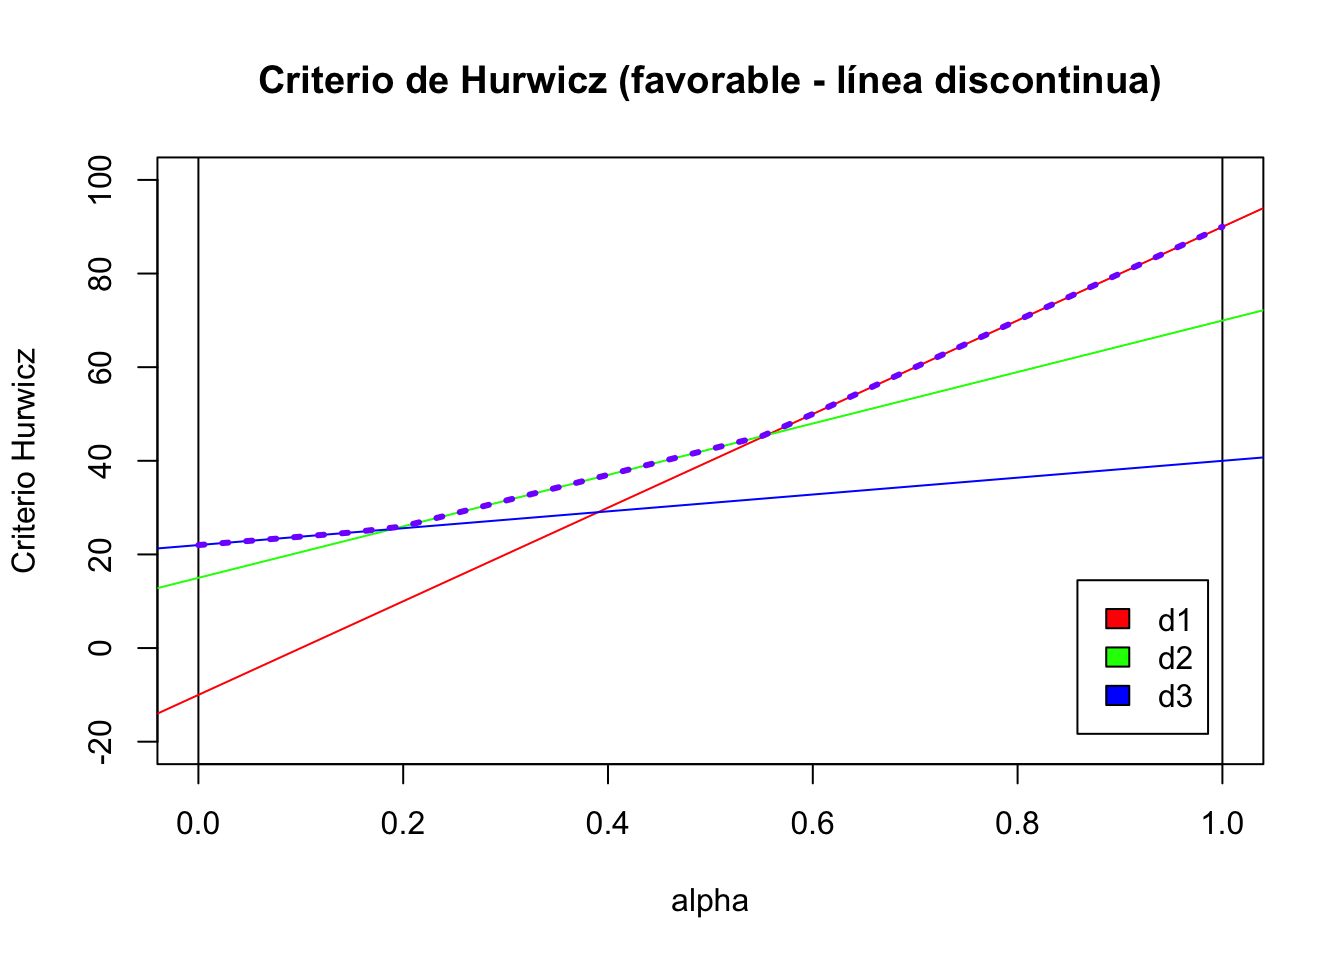 Criterio de Hurwicz (favorable - línea discontinua)
Criterio Hurwicz
100
80
60
40
20
0
-20
d1
d2
d3
0.0 0.2 0.4 0.6 0.8 1.0
alpha